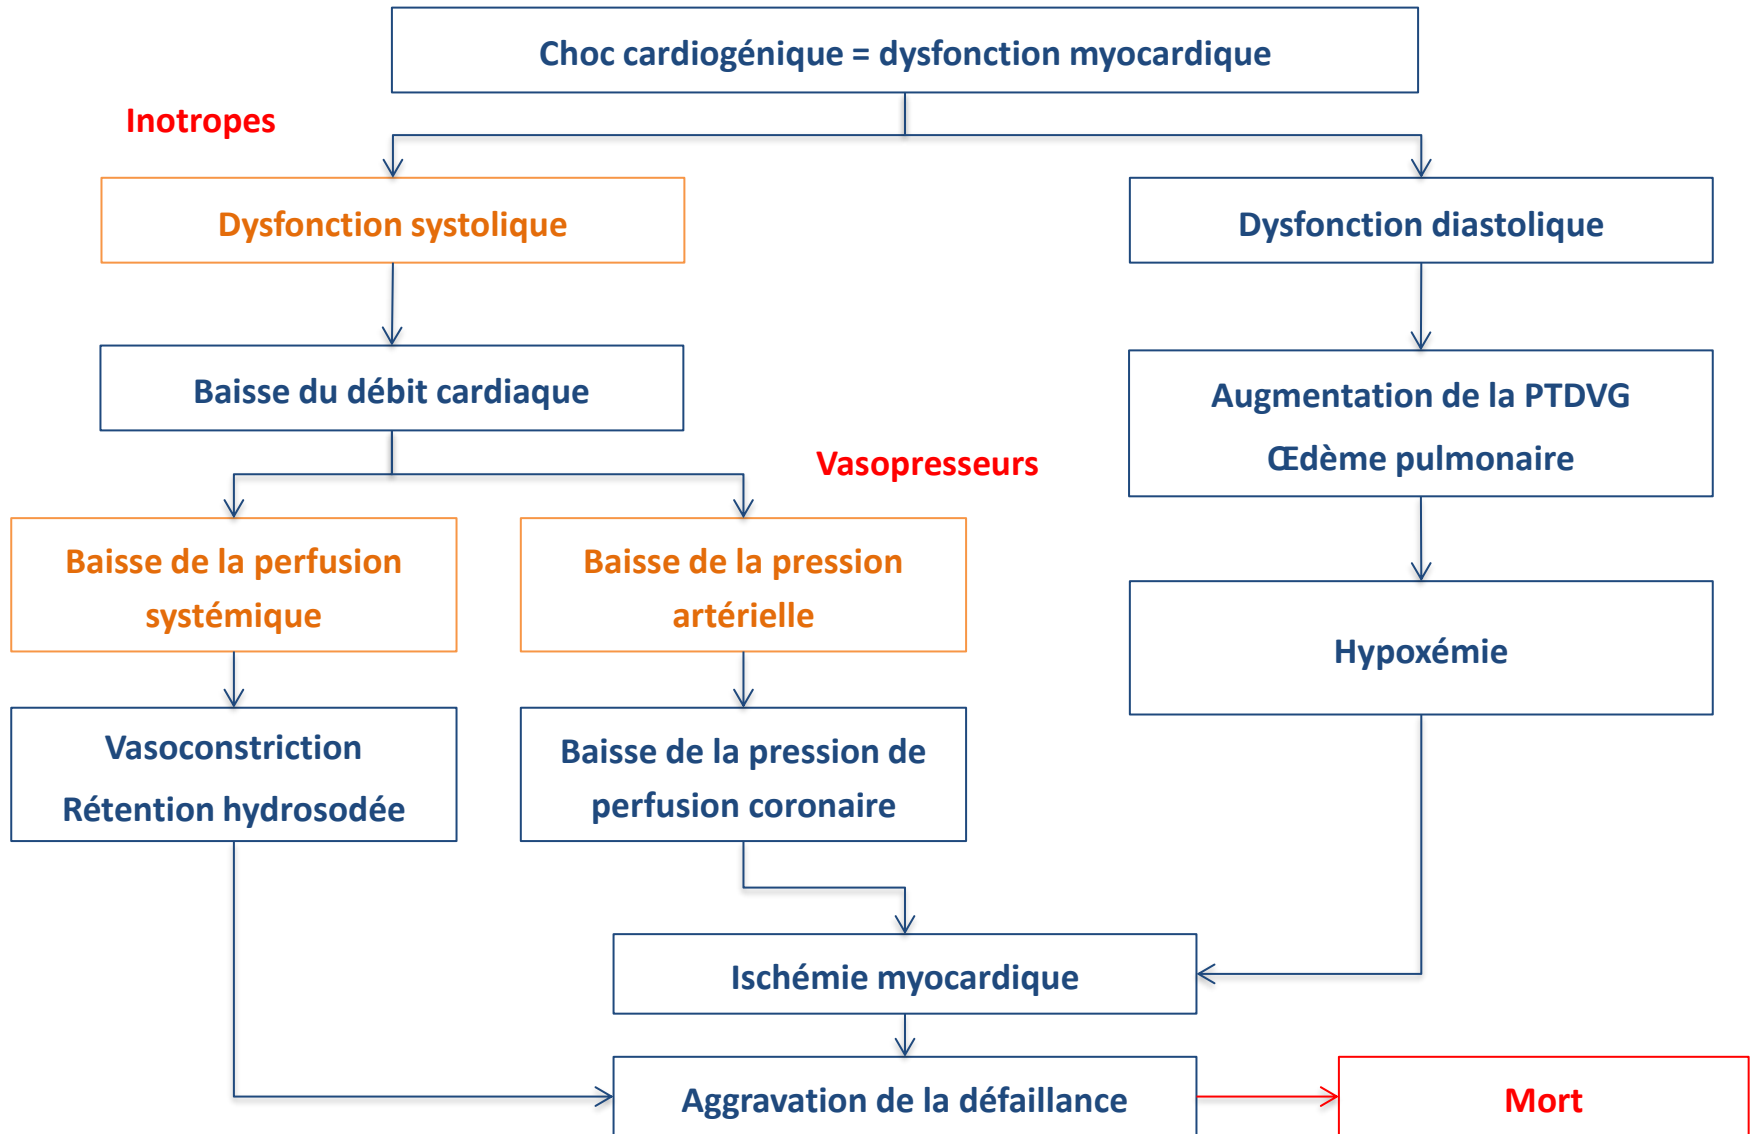 Choc cardiogénique = dysfonction myocardique
Inotropes
Dysfonction systolique
Dysfonction diastolique
Baisse du débit cardiaque
Augmentation de la PTDVG
Œdème pulmonaire
Vasopresseurs
Baisse de la perfusion
systémique
Baisse de la pression
artérielle
Hypoxémie
Vasoconstriction
Rétention hydrosodée
Baisse de la pression de
perfusion coronaire
Ischémie myocardique
Aggravation de la défaillance
Mort